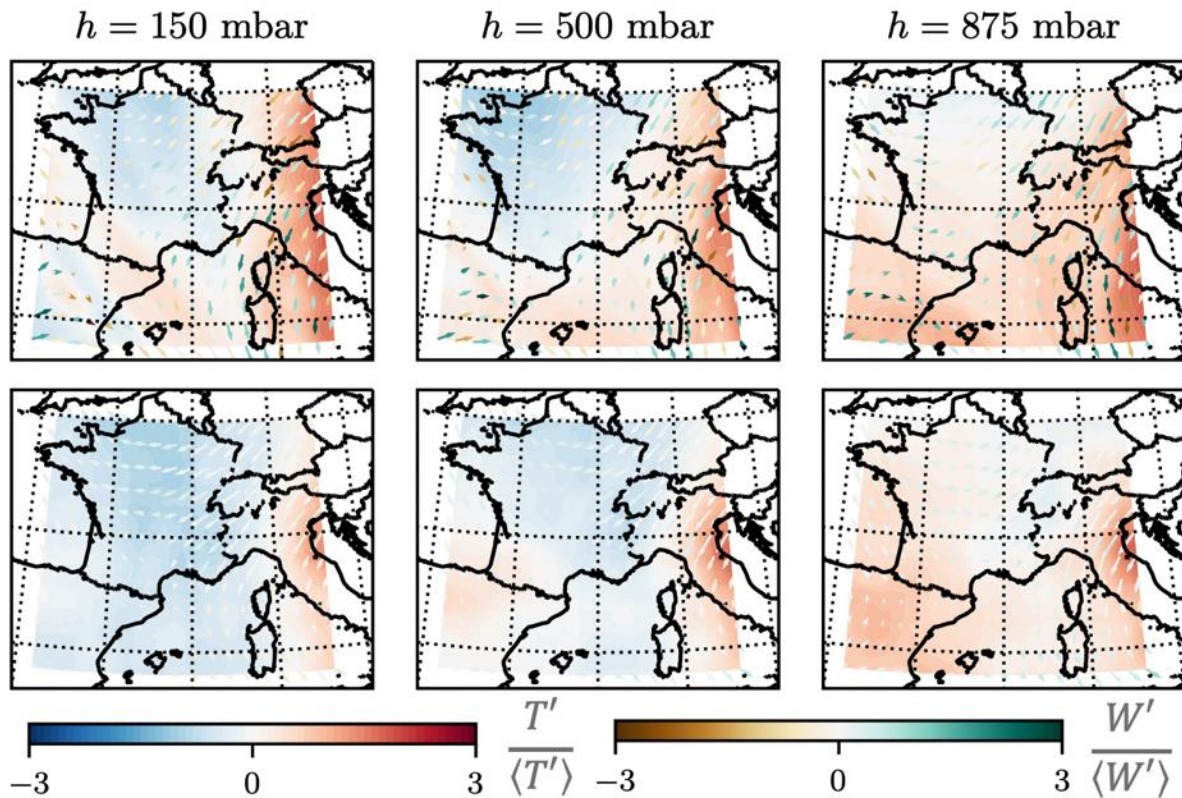 h = 150 mbar
h = 500 mbar
h = 875 mbar
−3
0
3
T′
⟨T′⟩
−3
0
3
W′
⟨W′⟩